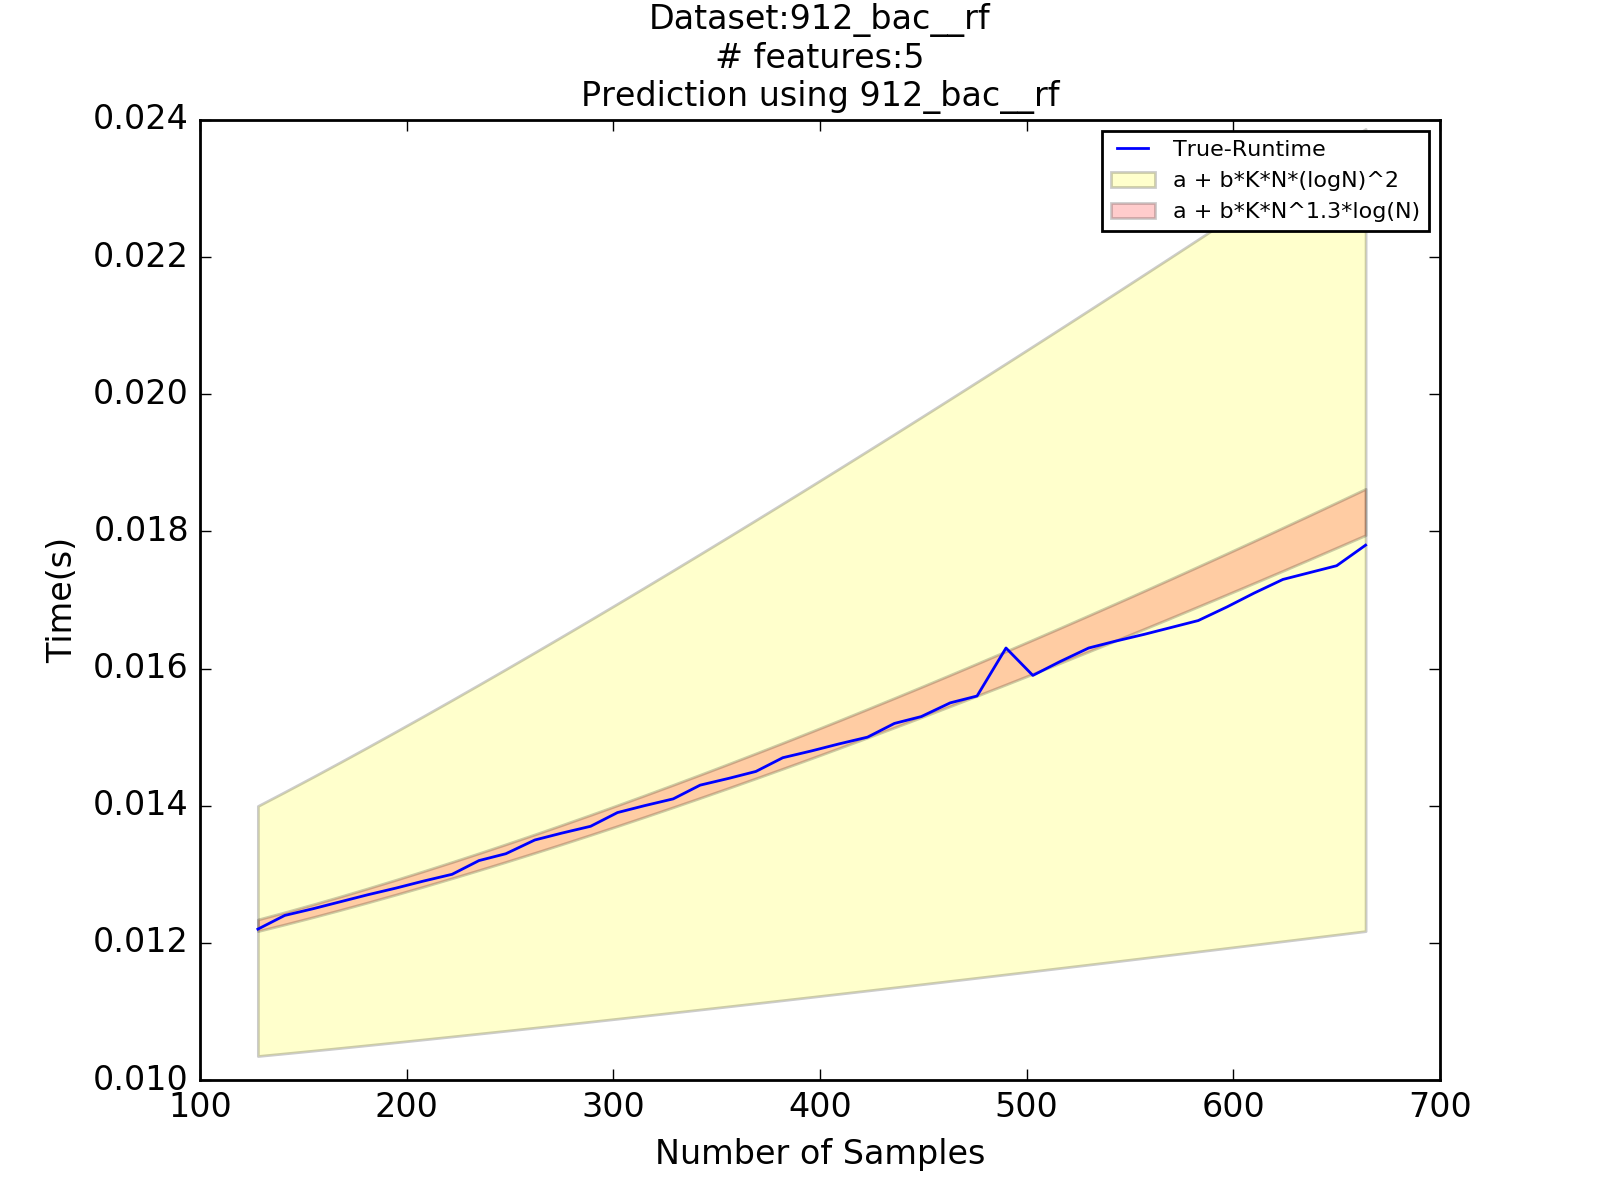 Dataset:912_bac__rf
# features:5
Prediction using 912_bac__rf
True-Runtime
a + b*K*N*(logN)^2
a + b*K*N^1.3*log(N)
Time(s)
0.024
0.022
0.020
0.018
0.016
0.014
0.012
0.010
100 200 300 400 500 600 700
Number of Samples